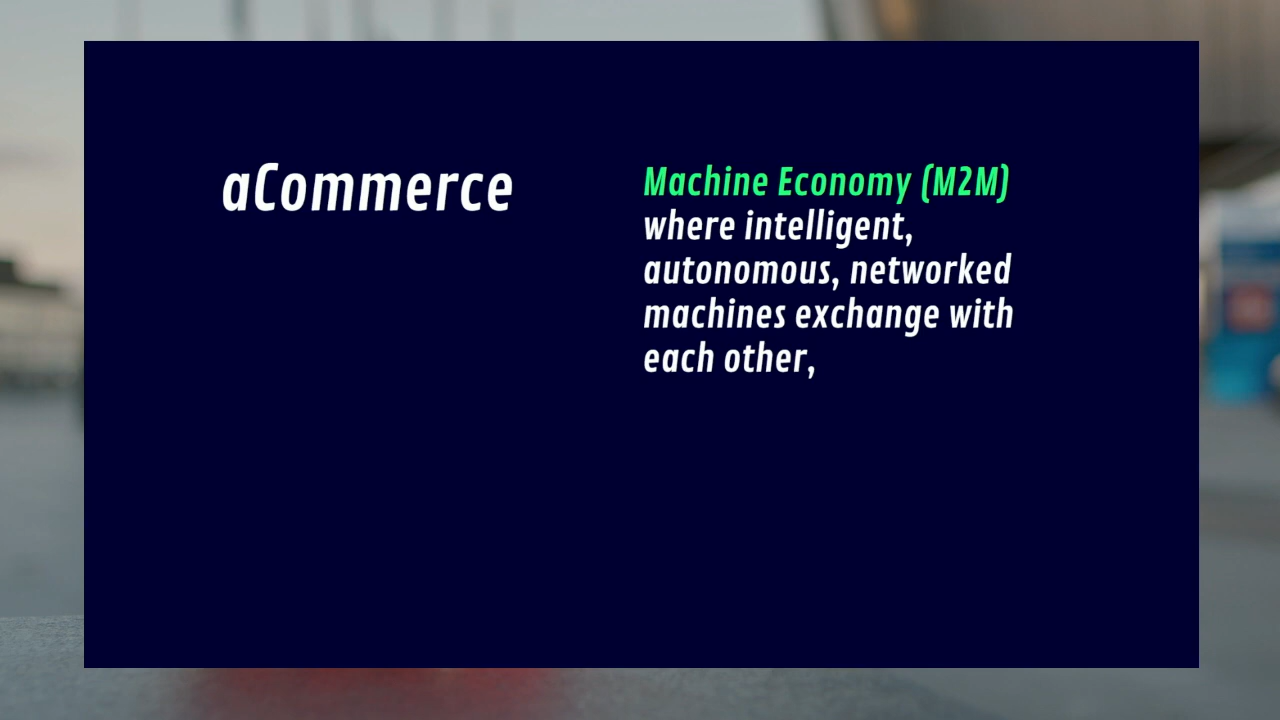 aCommerce
Machine Economy (M2M)
where intelligent,
autonomous, networked
machines exchange with
each other,